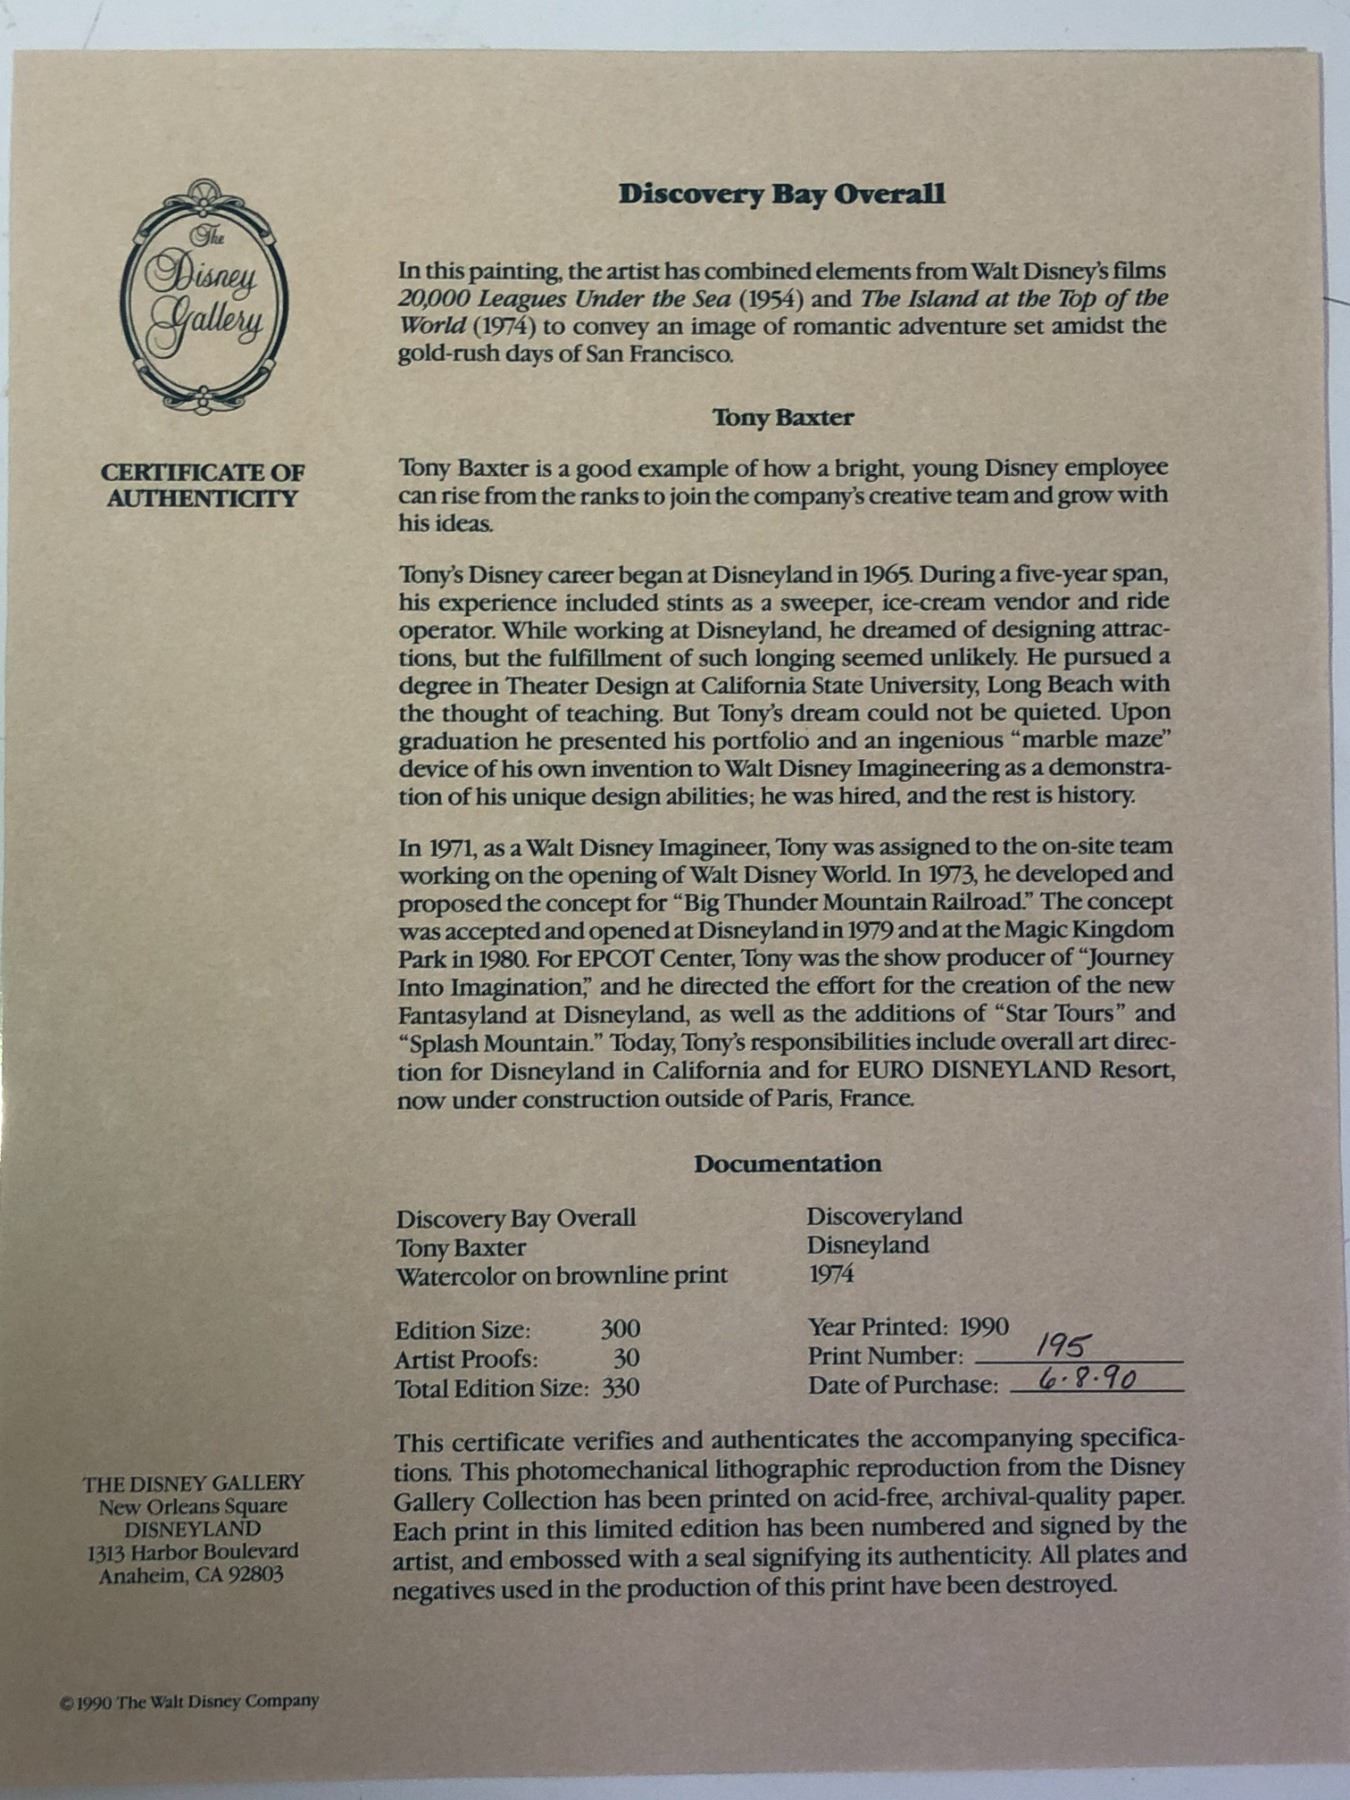 The
Disney
Gallery
CERTIFICATE OF
AUTHENTICITY
Discovery Bay Overall
In this painting, the artist has combined elements from Walt Disney's films
20,000 Leagues Under the Sea (1954) and The Island at the Top of the
World (1974) to convey an image of romantic adventure set amidst the
gold-rush days of San Francisco.
Tony Baxter
Tony Baxter is a good example of how a bright, young Disney employee
can rise from the ranks to join the company's creative team and grow with
his ideas.
Tony's Disney career began at Disneyland in 1965. During a five-year span,
his experience included stints as a sweeper, ice-cream vendor and ride
operator. While working at Disneyland, he dreamed of designing attrac-
tions, but the fulfillment of such longing seemed unlikely. He pursued a
degree in Theater Design at California State University, Long Beach with
the thought of teaching. But Tony's dream could not be quieted. Upon
graduation he presented his portfolio and an ingenious “marble maze”
device of his own invention to Walt Disney Imagineering as a demonstra-
tion of his unique design abilities; he was hired, and the rest is history.
In 1971, as a Walt Disney Imagineer, Tony was assigned to the on-site team
working on the opening of Walt Disney World. In 1973, he developed and
proposed the concept for “Big Thunder Mountain Railroad.” The concept
was accepted and opened at Disneyland in 1979 and at the Magic Kingdom
Park in 1980. For EPCOT Center, Tony was the show producer of “Journey
Into Imagination,” and he directed the effort for the creation of the new
Fantasyland at Disneyland, as well as the additions of “Star Tours” and
“Splash Mountain.” Today, Tony's responsibilities include overall art direc-
tion for Disneyland in California and for EURO DISNEYLAND Resort,
now under construction outside of Paris, France.
Documentation
Discovery Bay Overall Discoveryland
Tony Baxter Disneyland
Watercolor on brownline print 1974
Edition Size: 300 Year Printed: 1990
Artist Proofs: 30 Print Number: 195
Total Edition Size: 330 Date of Purchase: 6·8·90
This certificate verifies and authenticates the accompanying specifica-
tions. This photomechanical lithographic reproduction from the Disney
Gallery Collection has been printed on acid-free, archival-quality paper.
Each print in this limited edition has been numbered and signed by the
artist, and embossed with a seal signifying its authenticity. All plates and
negatives used in the production of this print have been destroyed.
THE DISNEY GALLERY
New Orleans Square
DISNEYLAND
1313 Harbor Boulevard
Anaheim, CA 92803
© 1990 The Walt Disney Company